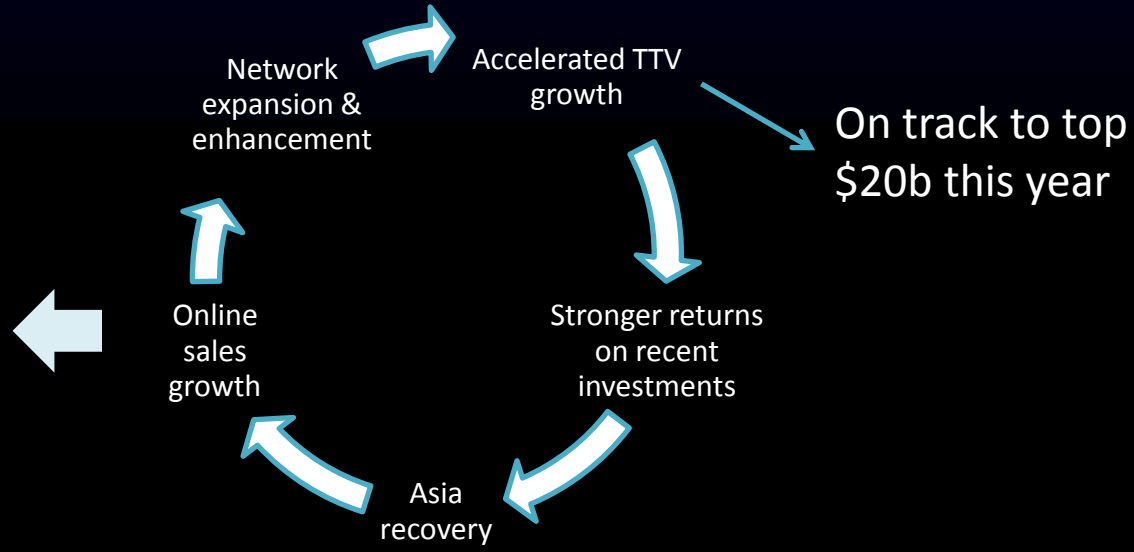 Network
expansion &
enhancement
Accelerated TTV
growth
On track to top
$20b this year
Stronger returns
on recent
investments
Asia
recovery
Online
sales
growth